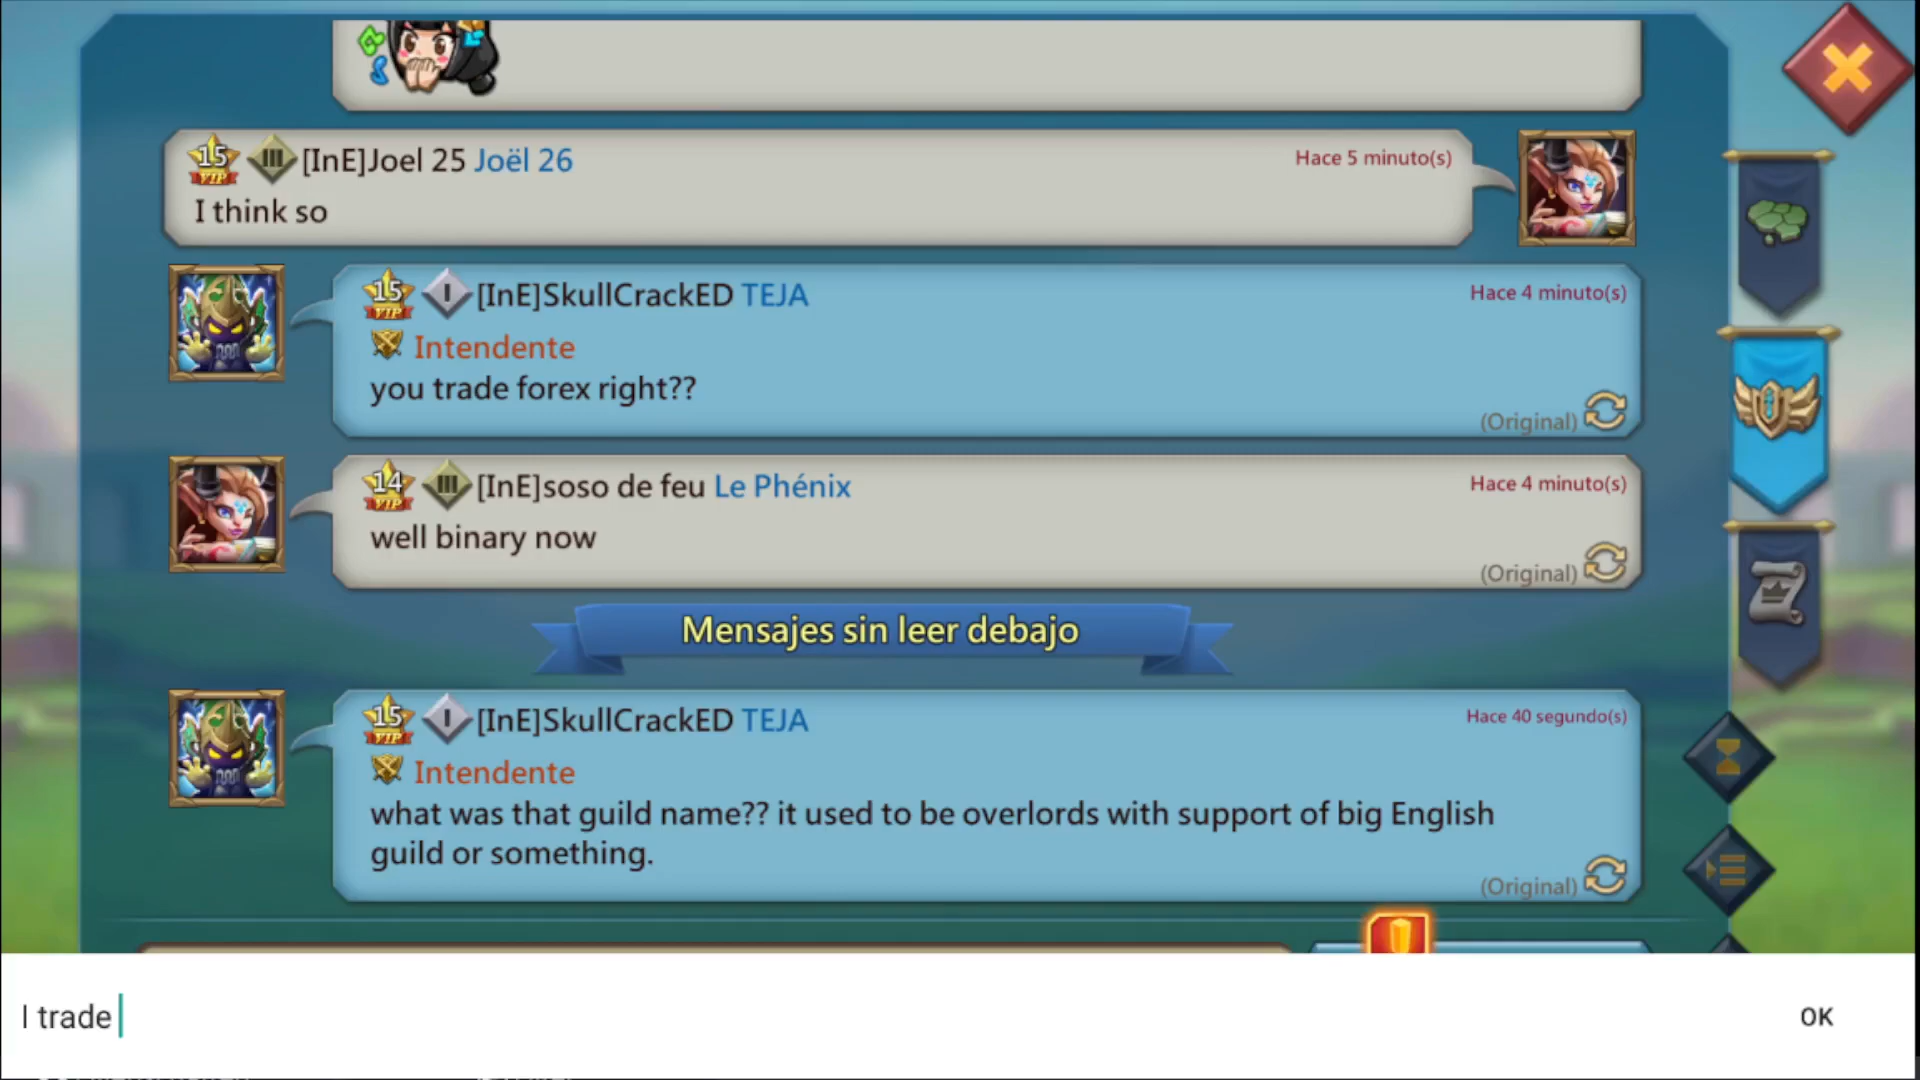 15 VIP III [InE]Joel 25 Joël 26 Hace 5 minuto(s)
I think so
15 VIP I [InE]SkullCrackED TEJA Hace 4 minuto(s)
Intendente
you trade forex right??
(Original)
14 VIP III [InE]soso de feu Le Phénix Hace 4 minuto(s)
well binary now
(Original)
Mensajes sin leer debajo
15 VIP I [InE]SkullCrackED TEJA Hace 40 segundo(s)
Intendente
what was that guild name?? it used to be overlords with support of big English
guild or something.
(Original)
I trade OK